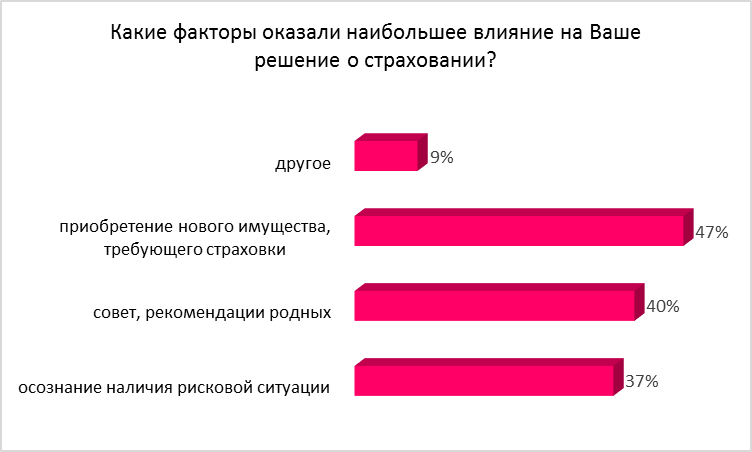 Какие факторы оказали наибольшее влияние на Ваше
решение о страховании?
другое
9%
приобретение нового имущества,
требующего страховки
47%
совет, рекомендации родных
40%
осознание наличия рисковой ситуации
37%